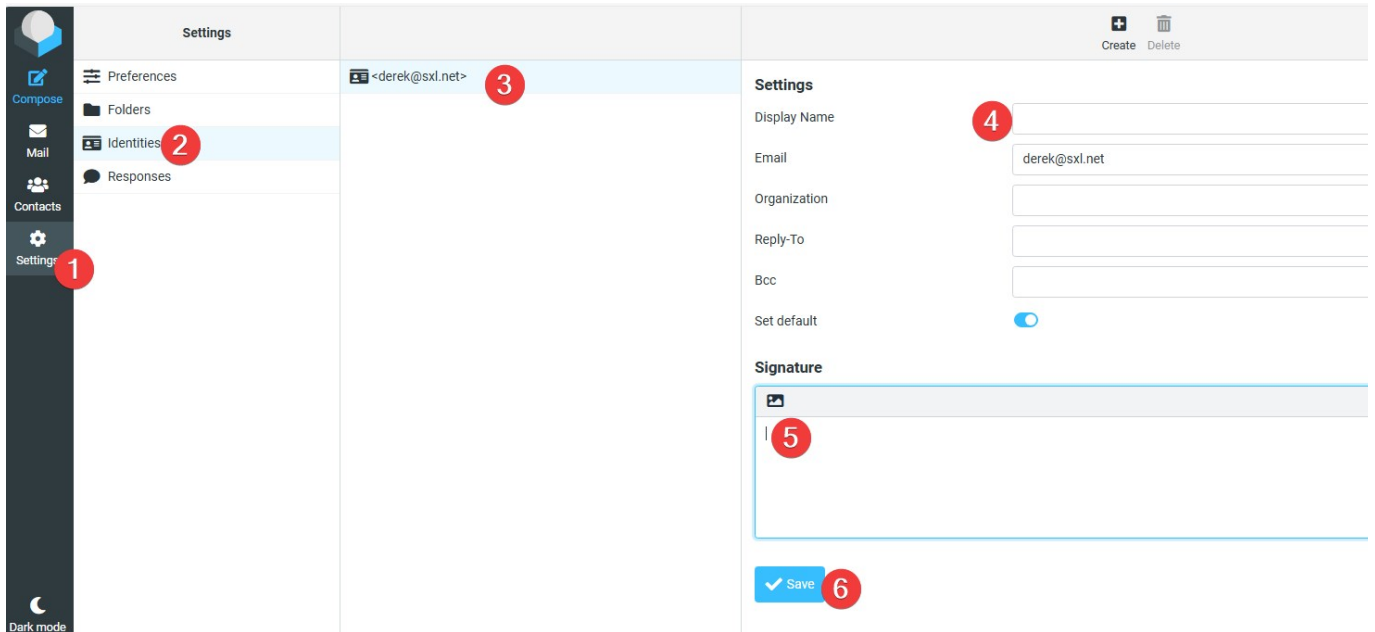 Compose
Mail
Contacts
Settings
1
Dark mode
Settings
Preferences
Folders
Identities
2
Responses
<derek@sxl.net>
3
Create Delete
Settings
Display Name
4
Email derek@sxl.net
Organization
Reply-To
Bcc
Set default
Signature
5
Save
6